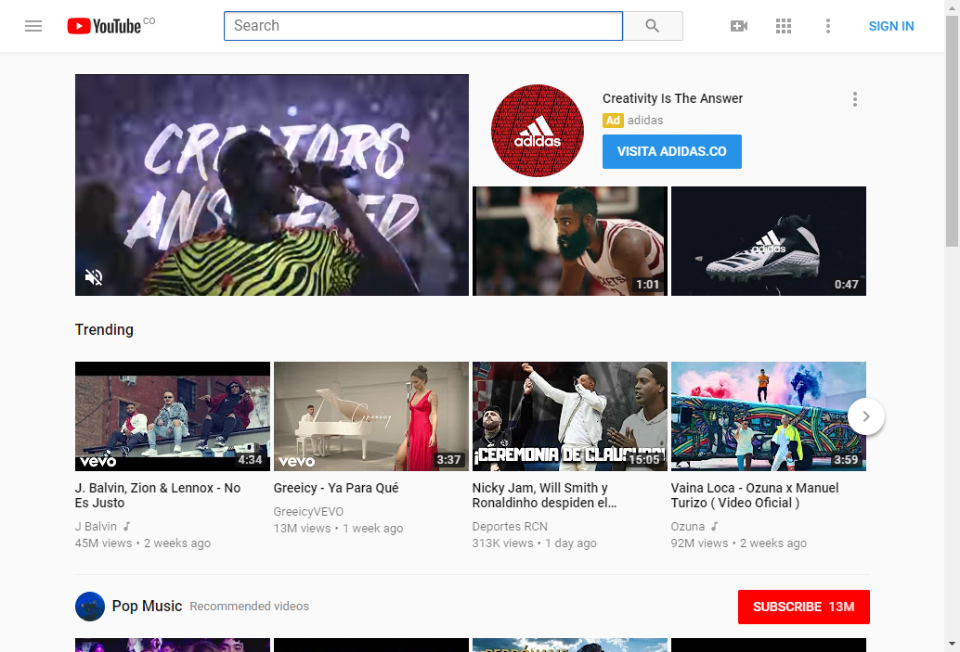 YouTube CO
Search
SIGN IN
CREATORS
ANSWERED
adidas
Creativity Is The Answer
Ad adidas
VISITA ADIDAS.CO
1:01
adidas
0:47
Trending
vevo
4:34
Greeicy
vevo
3:37
¡CEREMONIA DE CLAUSURA!
15:05
3:59
J. Balvin, Zion & Lennox - No
Es Justo
J Balvin
45M views • 2 weeks ago
Greeicy - Ya Para Qué
GreeicyVEVO
13M views • 1 week ago
Nicky Jam, Will Smith y
Ronaldinho despiden el...
Deportes RCN
313K views • 1 day ago
Vaina Loca - Ozuna x Manuel
Turizo ( Video Oficial )
Ozuna
92M views • 2 weeks ago
Pop Music Recommended videos
SUBSCRIBE 13M